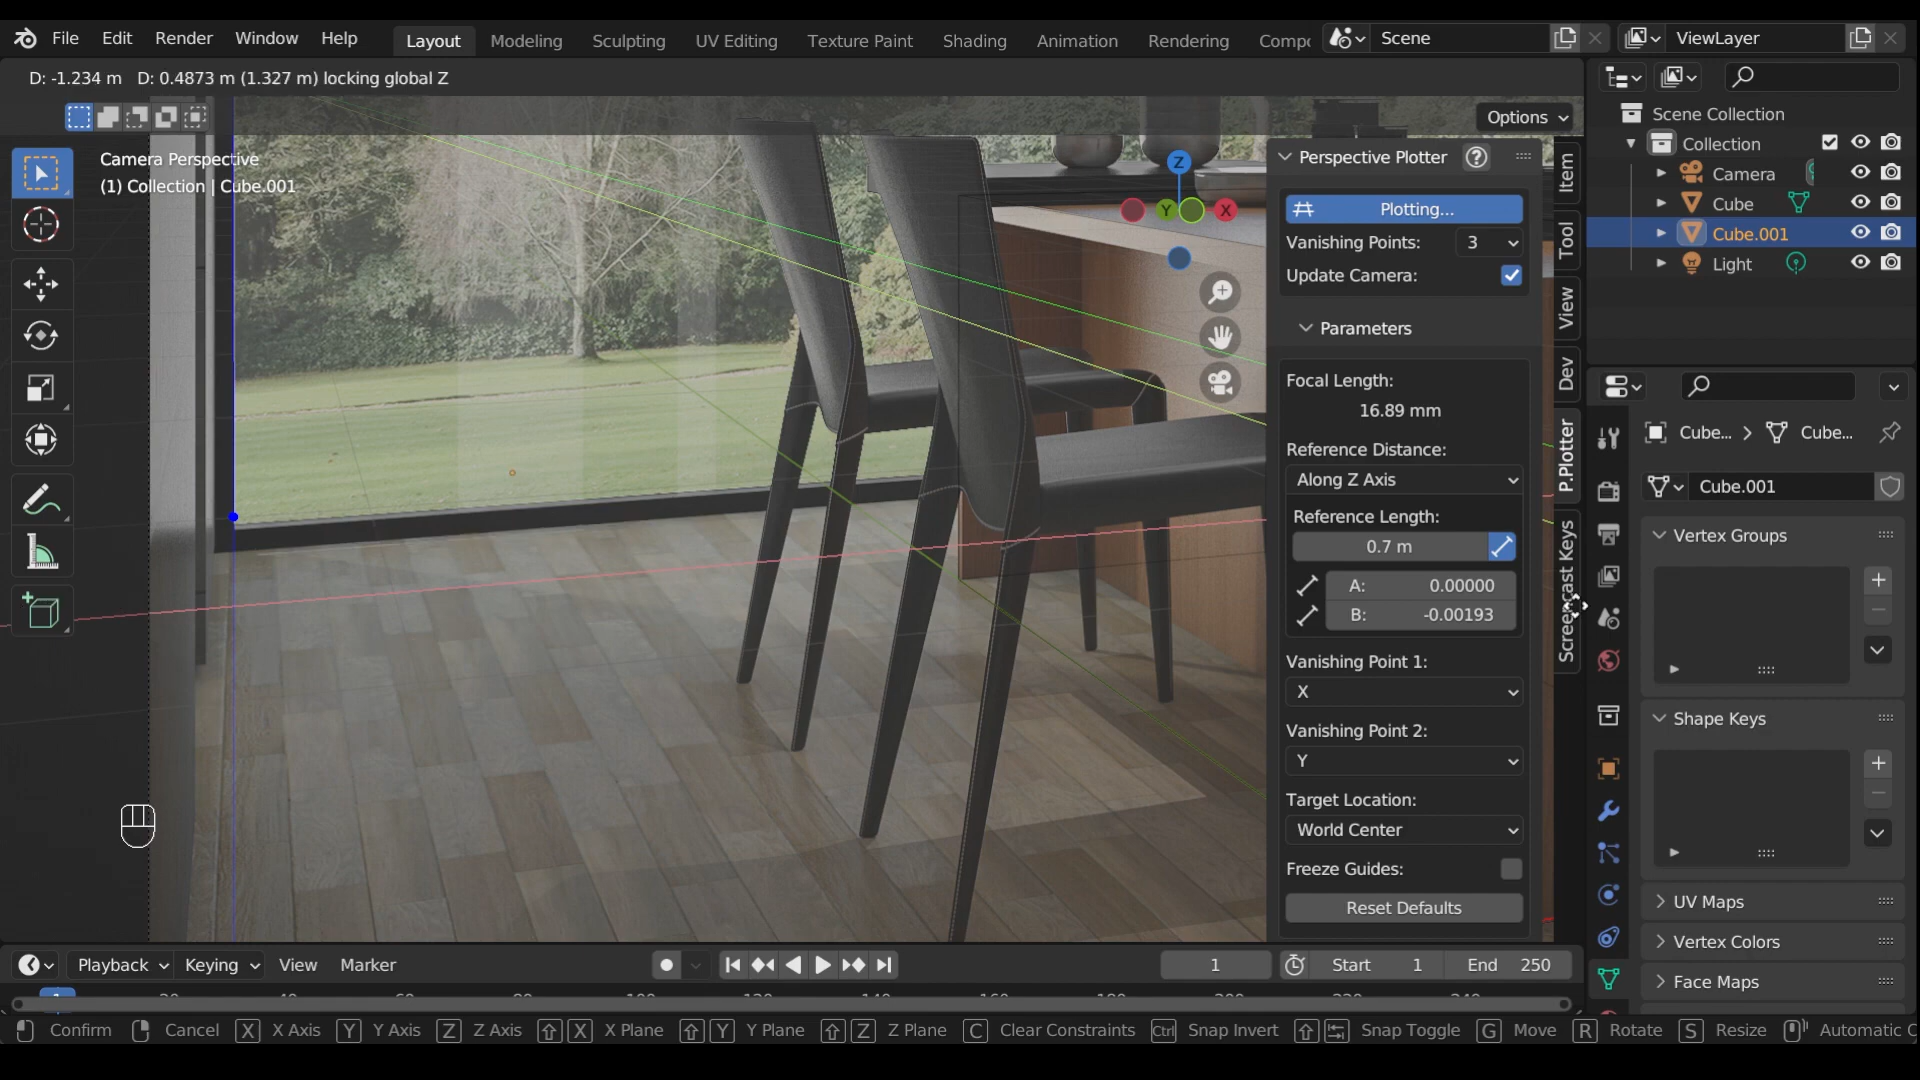 File Edit Render Window Help Layout Modeling Sculpting UV Editing Texture Paint Shading Animation Rendering Compo Scene ViewLayer
D: -1.234 m D: 0.4873 m (1.327 m) locking global Z
Options
Camera Perspective
(1) Collection | Cube.001
Z
Y
X
Perspective Plotter
Plotting...
Vanishing Points: 3
Update Camera:
Parameters
Focal Length:
16.89 mm
Reference Distance:
Along Z Axis
Reference Length:
0.7 m
A: 0.00000
B: -0.00193
Vanishing Point 1:
X
Vanishing Point 2:
Y
Target Location:
World Center
Freeze Guides:
Reset Defaults
Item
Tool
View
Dev
P.Plotter
Screencast Keys
Scene Collection
Collection
Camera
Cube
Cube.001
Light
Cube... Cube...
Cube.001
Vertex Groups
Shape Keys
UV Maps
Vertex Colors
Face Maps
Playback Keying View Marker 1 Start 1 End 250
Confirm Cancel X X Axis Y Y Axis Z Z Axis X X Plane Y Y Plane Z Z Plane C Clear Constraints Ctrl Snap Invert Snap Toggle G Move R Rotate S Resize Automatic C